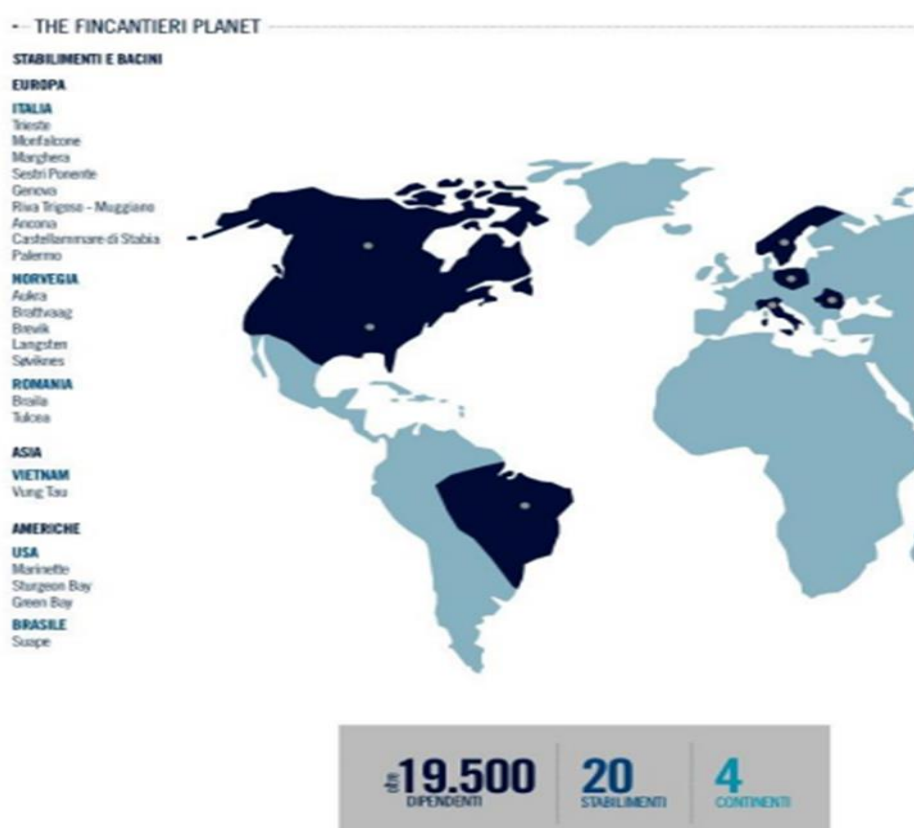 THE FINCANTIERI PLANET
STABILIMENTI E BACINI
EUROPA
ITALIA
Trieste
Monfalcone
Marghera
Sestri Ponente
Genova
Riva Trigoso - Muggiano
Ancona
Castellammare di Stabia
Palermo
NORVEGIA
Aukra
Brattvaag
Brevik
Langsten
Søviknes
ROMANIA
Braila
Tulcea
ASIA
VIETNAM
Vung Tau
AMERICHE
USA
Marinette
Sturgeon Bay
Green Bay
BRASILE
Suape
oltre 19.500 20 4
DIPENDENTI STABILIMENTI CONTINENTI